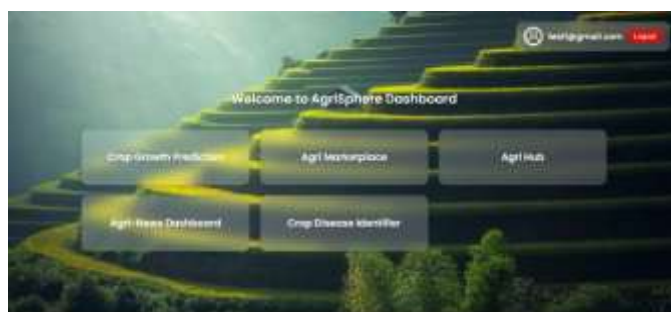 test@gmail.com Logout
Welcome to AgriSphere Dashboard
Crop Growth Prediction Agri Marketplace Agri Hub
Agri-News Dashboard Crop Disease Identifier